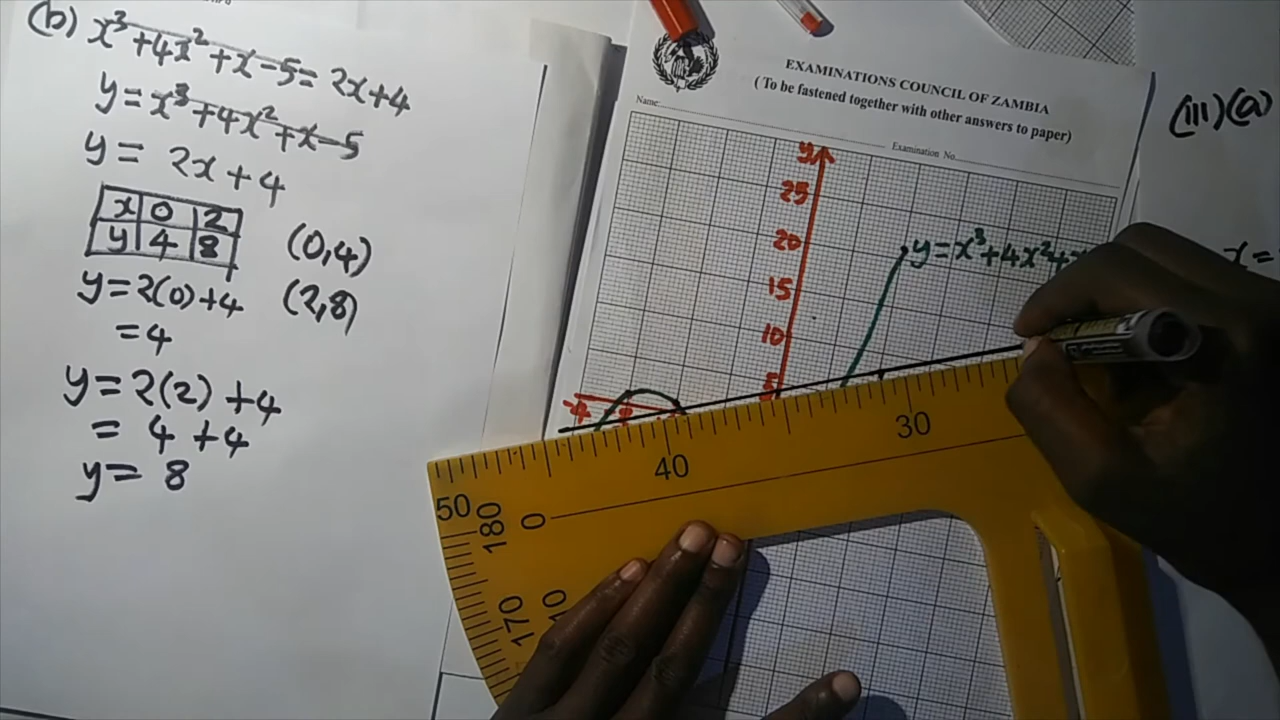 (b) x³+4x²+x-5=2x+4
y=x³+4x²+x-5
y= 2x+4
x 0 2
y 4 8
(0,4)
y=2(0)+4 (2,8)
=4
y=2(2)+4
= 4+4
y= 8
EXAMINATIONS COUNCIL OF ZAMBIA
( To be fastened together with other answers to paper)
Name:
Examination No.
y
25
20
15
10
5
-4
y=x³+4x²+
(III)(a)
x=
50
40
30
180 0
170 10